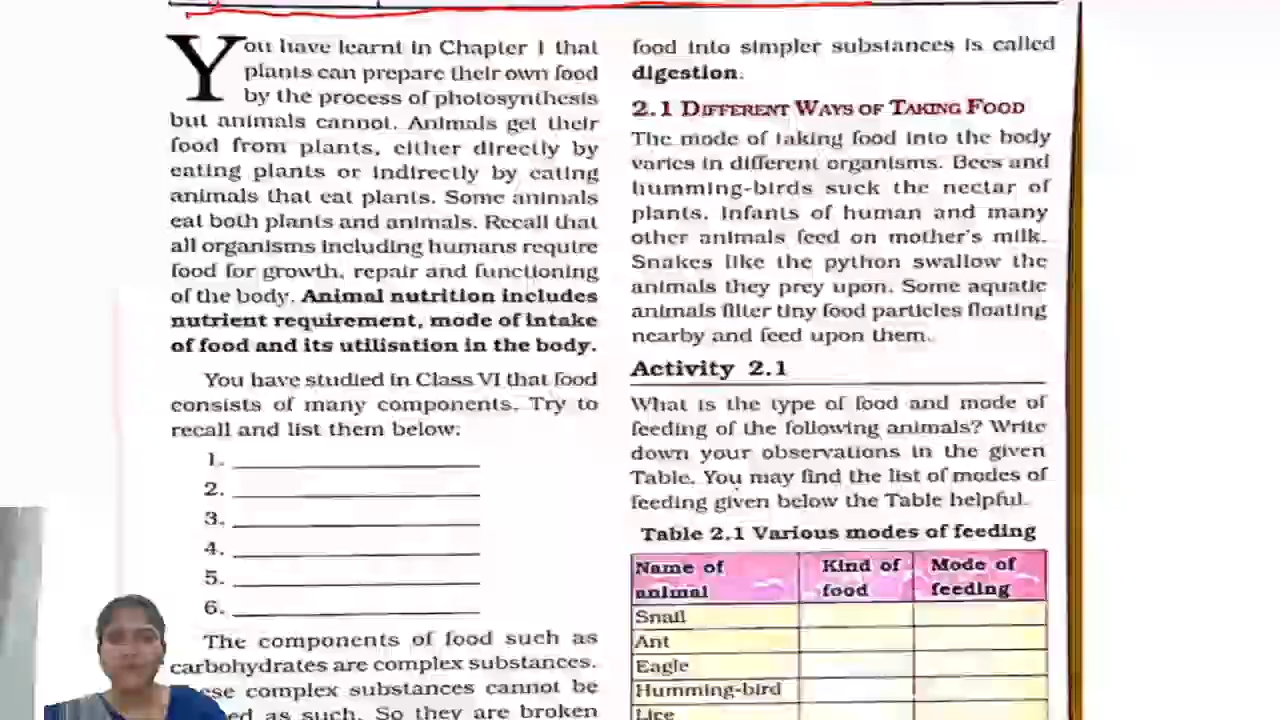 You have learnt in Chapter 1 that
plants can prepare their own food
by the process of photosynthesis
but animals cannot. Animals get their
food from plants, either directly by
eating plants or indirectly by eating
animals that eat plants. Some animals
eat both plants and animals. Recall that
all organisms including humans require
food for growth, repair and functioning
of the body. Animal nutrition includes
nutrient requirement, mode of intake
of food and its utilisation in the body.
You have studied in Class VI that food
consists of many components. Try to
recall and list them below:
1.
2.
3.
4.
5.
6.
The components of food such as
carbohydrates are complex substances.
complex substances cannot be
as such. So they are broken
food into simpler substances is called
digestion.
2.1 DIFFERENT WAYS OF TAKING FOOD
The mode of taking food into the body
varies in different organisms. Bees and
humming-birds suck the nectar of
plants. Infants of human and many
other animals feed on mother's milk.
Snakes like the python swallow the
animals they prey upon. Some aquatic
animals filter tiny food particles floating
nearby and feed upon them.
Activity 2.1
What is the type of food and mode of
feeding of the following animals? Write
down your observations in the given
Table. You may find the list of modes of
feeding given below the Table helpful.
Table 2.1 Various modes of feeding
Name of animal Kind of food Mode of feeding
Snail
Ant
Eagle
Humming-bird
Lice